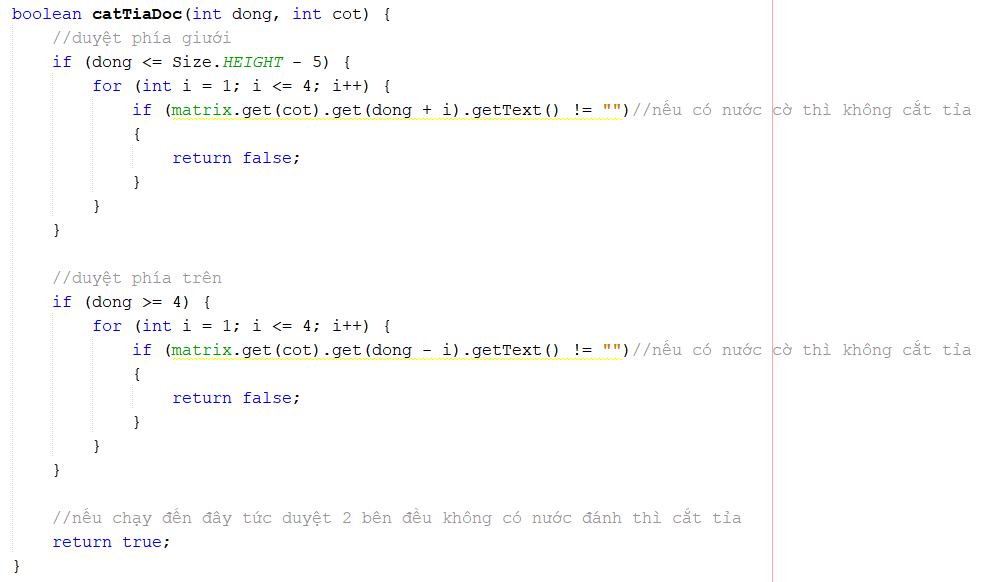 boolean catTiaDoc(int dong, int cot) {
    //duyệt phía giưới
    if (dong <= Size.HEIGHT - 5) {
        for (int i = 1; i <= 4; i++) {
            if (matrix.get(cot).get(dong + i).getText() != "")//nếu có nước cờ thì không cắt tỉa
            {
                return false;
            }
        }
    }

    //duyệt phía trên
    if (dong >= 4) {
        for (int i = 1; i <= 4; i++) {
            if (matrix.get(cot).get(dong - i).getText() != "")//nếu có nước cờ thì không cắt tỉa
            {
                return false;
            }
        }
    }

    //nếu chạy đến đây tức duyệt 2 bên đều không có nước đánh thì cắt tỉa
    return true;
}